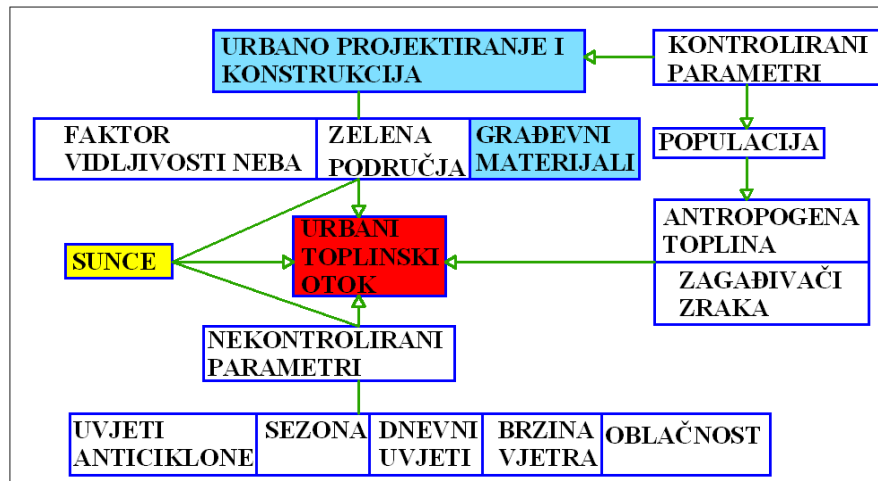 URBANO PROJEKTIRANJE I
KONSTRUKCIJA
KONTROLIRANI
PARAMETRI
FAKTOR
VIDLJIVOSTI NEBA
ZELENA
PODRUČJA
GRAĐEVNI
MATERIJALI
POPULACIJA
ANTROPOGENA
TOPLINA
ZAGAĐIVAČI
ZRAKA
SUNCE
URBANI
TOPLINSKI
OTOK
NEKONTROLIRANI
PARAMETRI
UVJETI
ANTICIKLONE
SEZONA
DNEVNI
UVJETI
BRZINA
VJETRA
OBLAČNOST